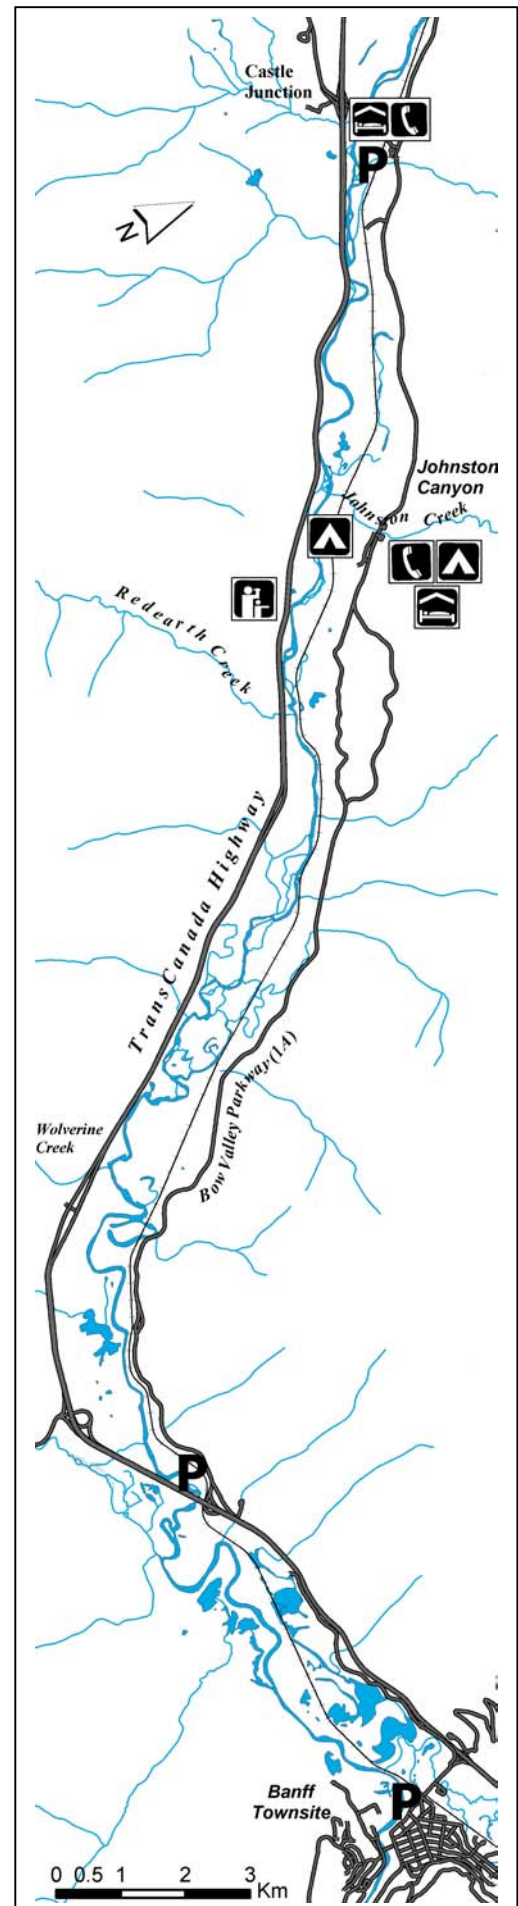 Castle
Junction
P
N
Johnston
Canyon
Johnston Creek
Redearth Creek
TransCanada Highway
Bow Valley Parkway (1A)
Wolverine
Creek
P
Banff
Townsite
P
0 0.5 1 2 3
Km